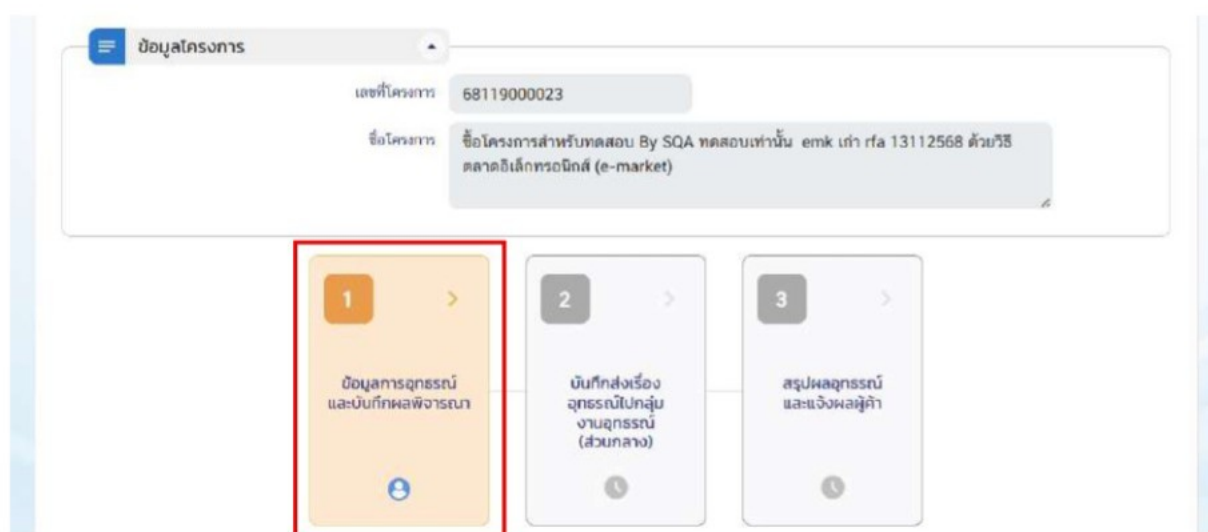 ข้อมูลโครงการ
เลขที่โครงการ 68119000023
ชื่อโครงการ ซื้อโครงการสำหรับทดสอบ By SQA ทดสอบเท่านั้น emk เก่า rfa 13112568 ด้วยวิธี
ตลาดอิเล็กทรอนิกส์ (e-market)
1
ข้อมูลการอุทธรณ์
และบันทึกผลพิจารณา
2
บันทึกส่งเรื่อง
อุทธรณ์ไปกลุ่ม
งานอุทธรณ์
(ส่วนกลาง)
3
สรุปผลอุทธรณ์
และแจ้งผลผู้ค้า